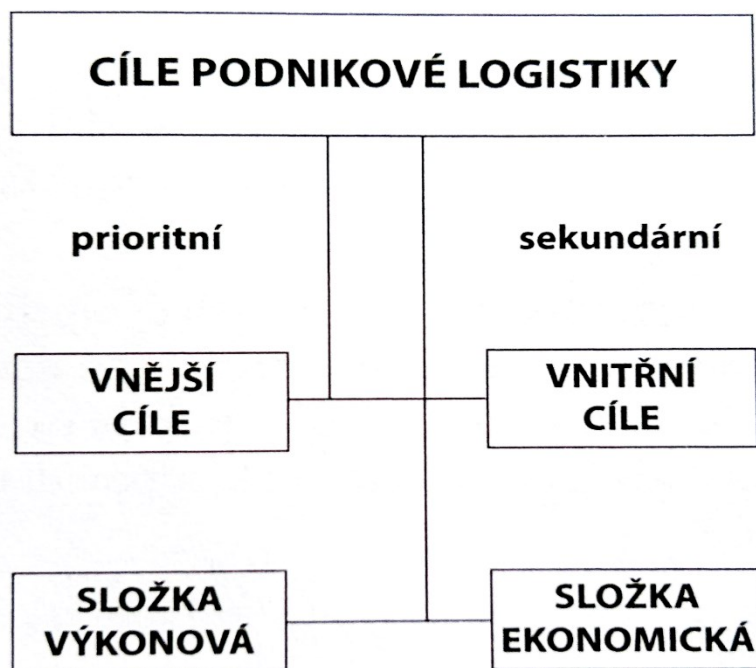 CÍLE PODNIKOVÉ LOGISTIKY
prioritní
sekundární
VNĚJŠÍ
CÍLE
VNITŘNÍ
CÍLE
SLOŽKA
VÝKONOVÁ
SLOŽKA
EKONOMICKÁ